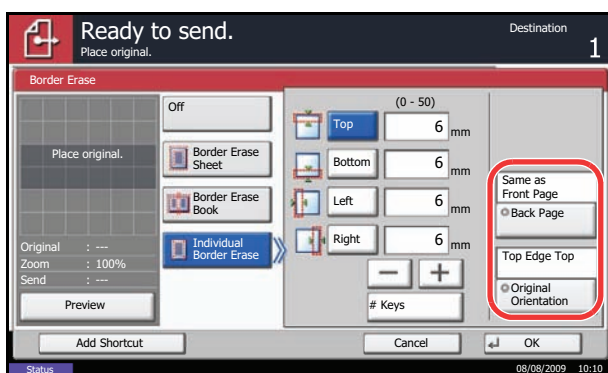 Ready to send.
Destination
Place original.
1
Border Erase
Place original.
Original : ---
Zoom : 100%
Send : ---
Preview
Off
Border Erase
Sheet
Border Erase
Book
Individual
Border Erase
(0 - 50)
Top 6 mm
Bottom 6 mm
Left 6 mm
Right 6 mm
# Keys
Same as
Front Page
Back Page
Top Edge Top
Original
Orientation
Add Shortcut
Cancel
OK
Status
08/08/2009 10:10